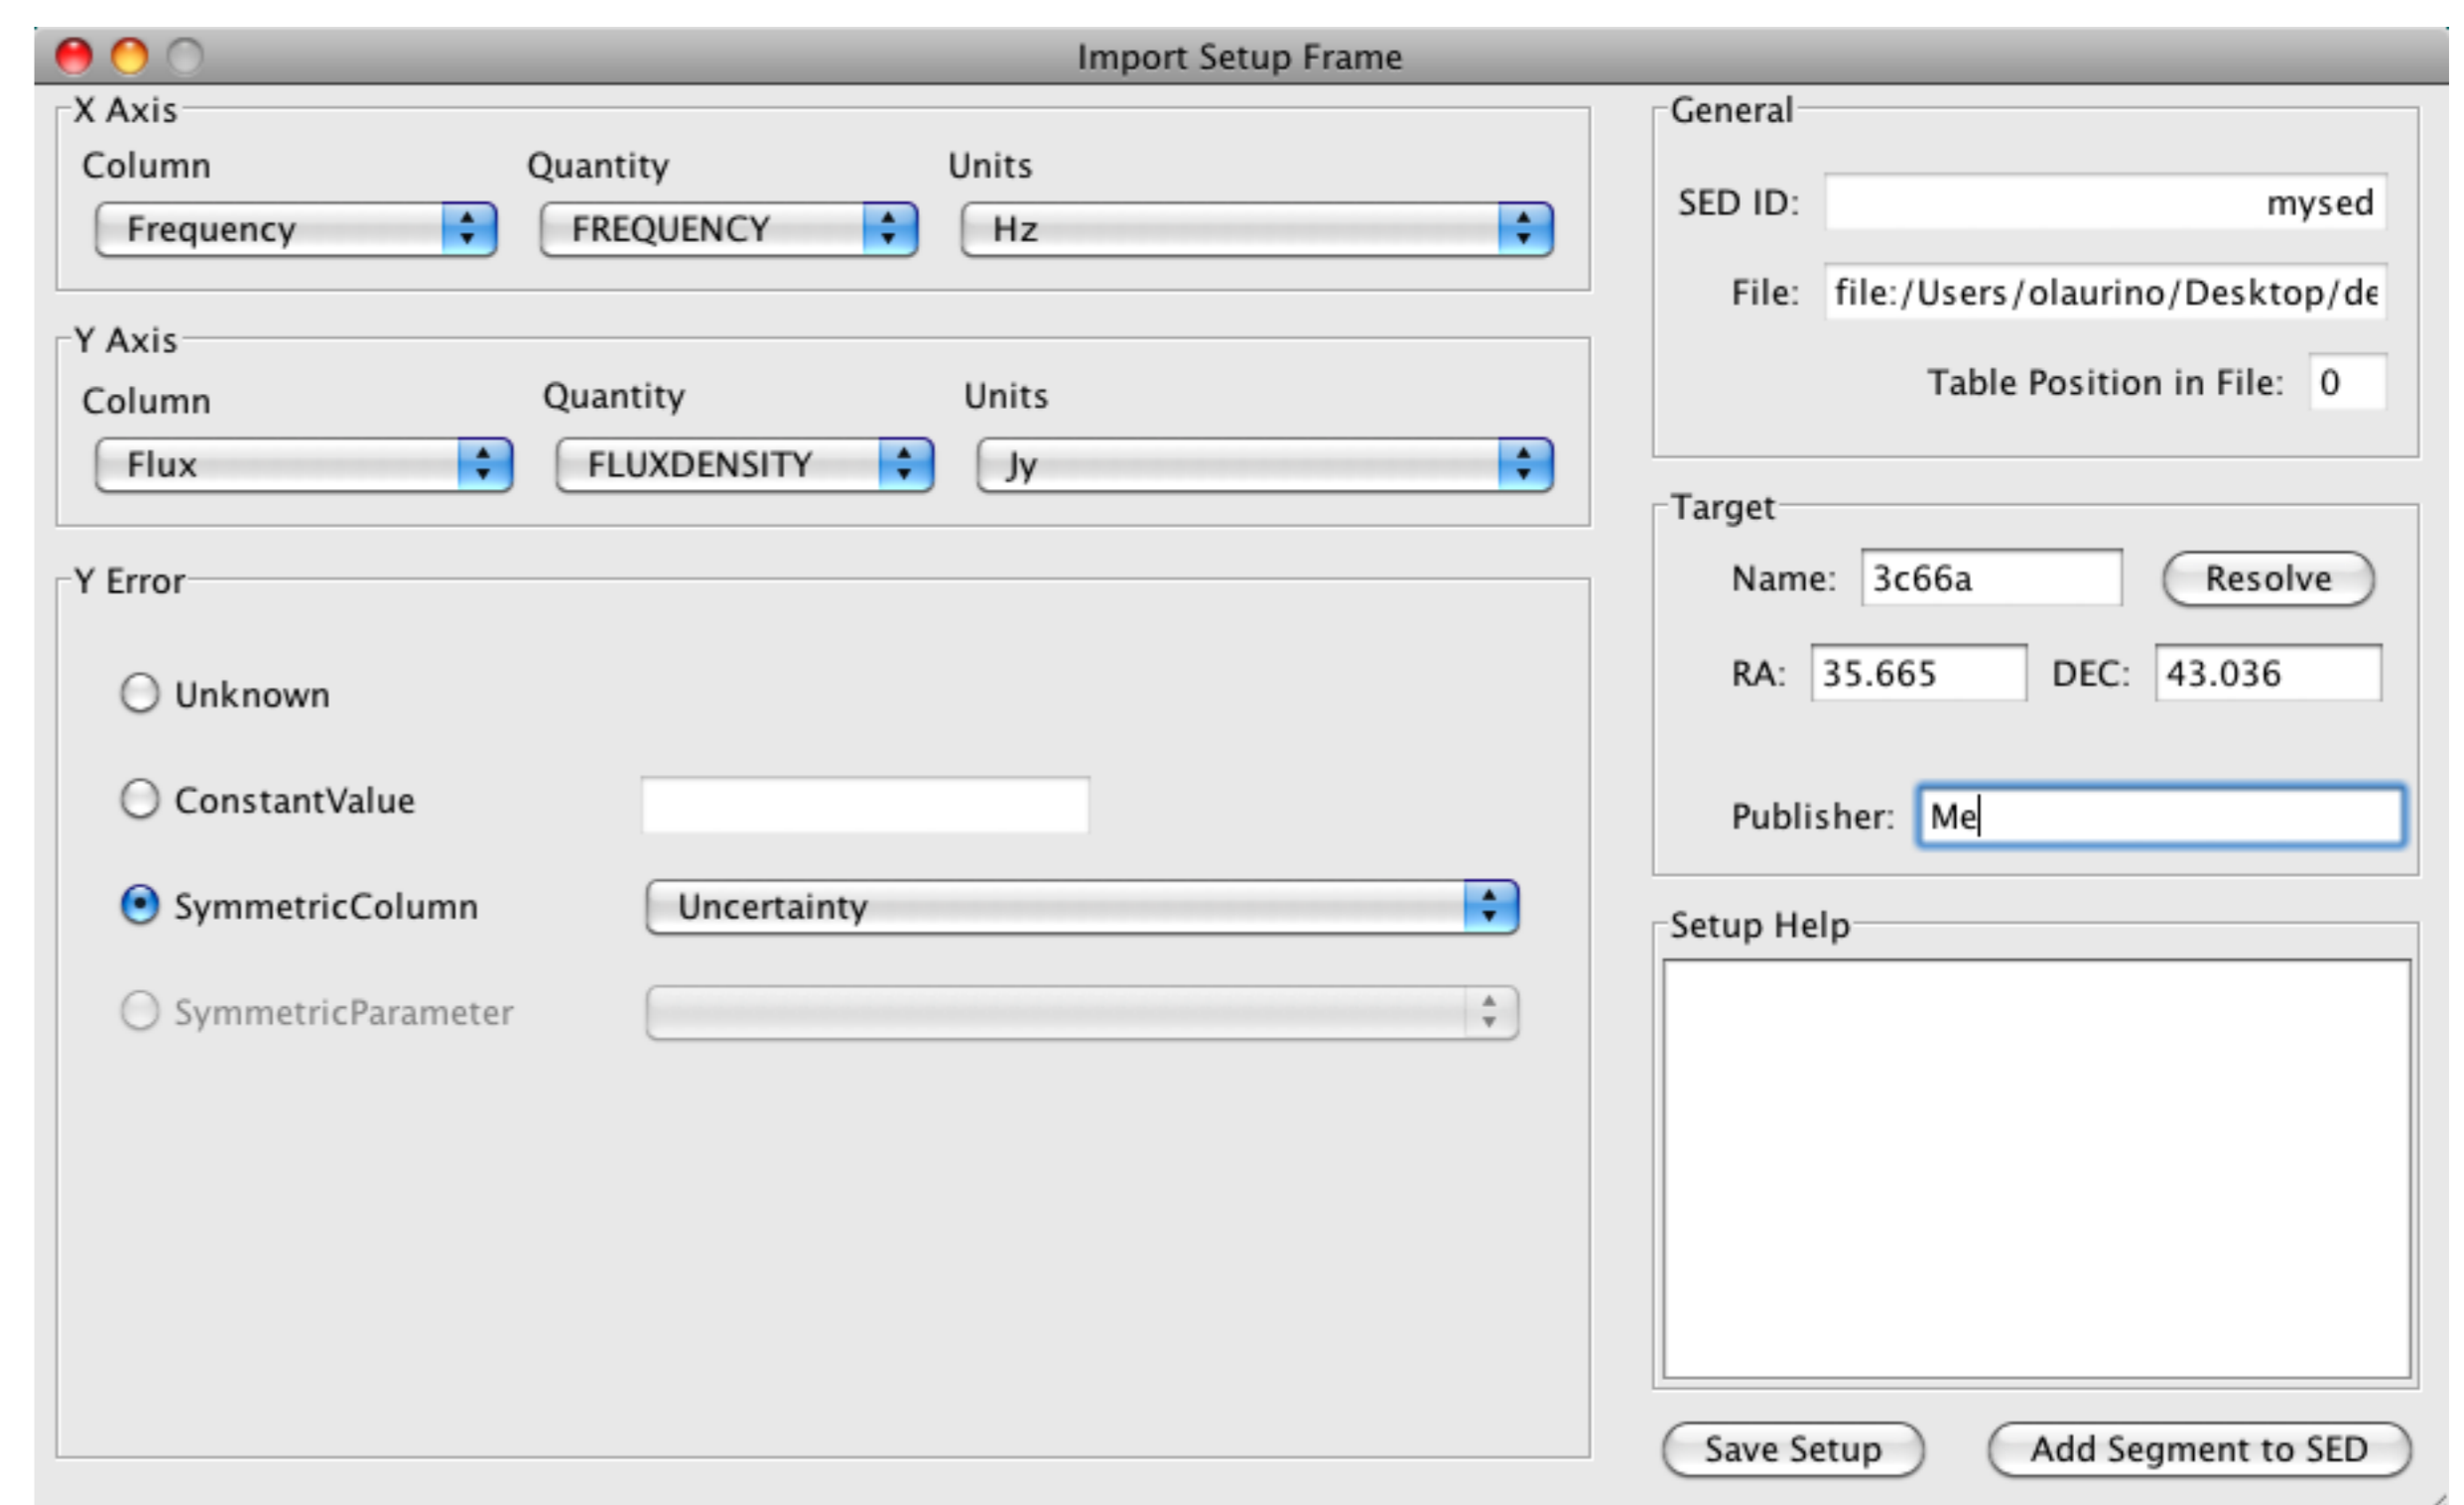 Import Setup Frame
X Axis
Column Quantity Units
Frequency FREQUENCY Hz
Y Axis
Column Quantity Units
Flux FLUXDENSITY Jy
Y Error
Unknown
ConstantValue
SymmetricColumn Uncertainty
SymmetricParameter
General
SED ID: mysed
File: file:/Users/olaurino/Desktop/de
Table Position in File: 0
Target
Name: 3c66a Resolve
RA: 35.665 DEC: 43.036
Publisher: Me
Setup Help
Save Setup Add Segment to SED